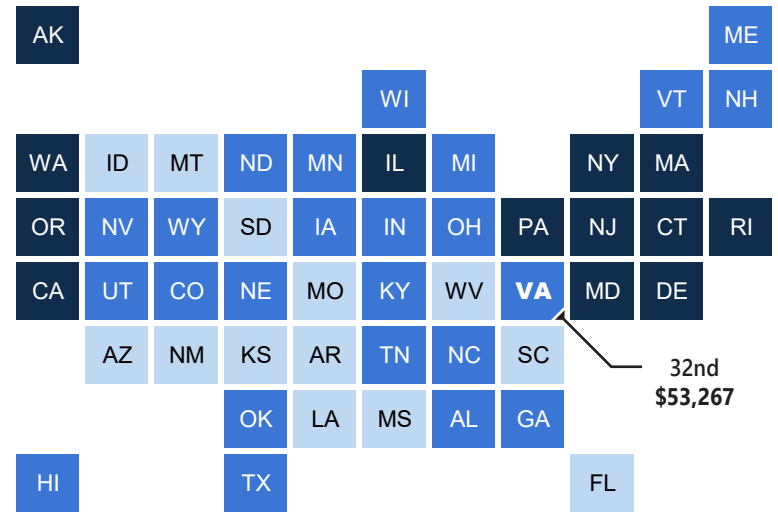 AK ME
WI VT NH
WA ID MT ND MN IL MI NY MA
OR NV WY SD IA IN OH PA NJ CT RI
CA UT CO NE MO KY WV VA MD DE
AZ NM KS AR TN NC SC
32nd
$53,267
OK LA MS AL GA
HI TX FL